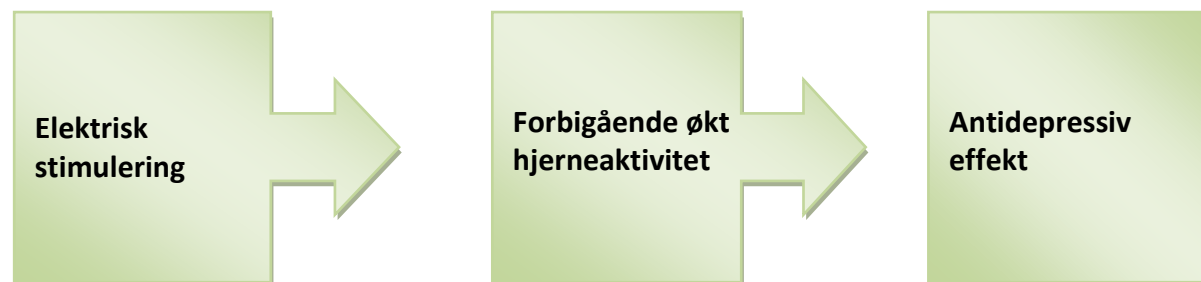 Elektrisk
stimulering
Forbigående økt
hjerneaktivitet
Antidepressiv
effekt